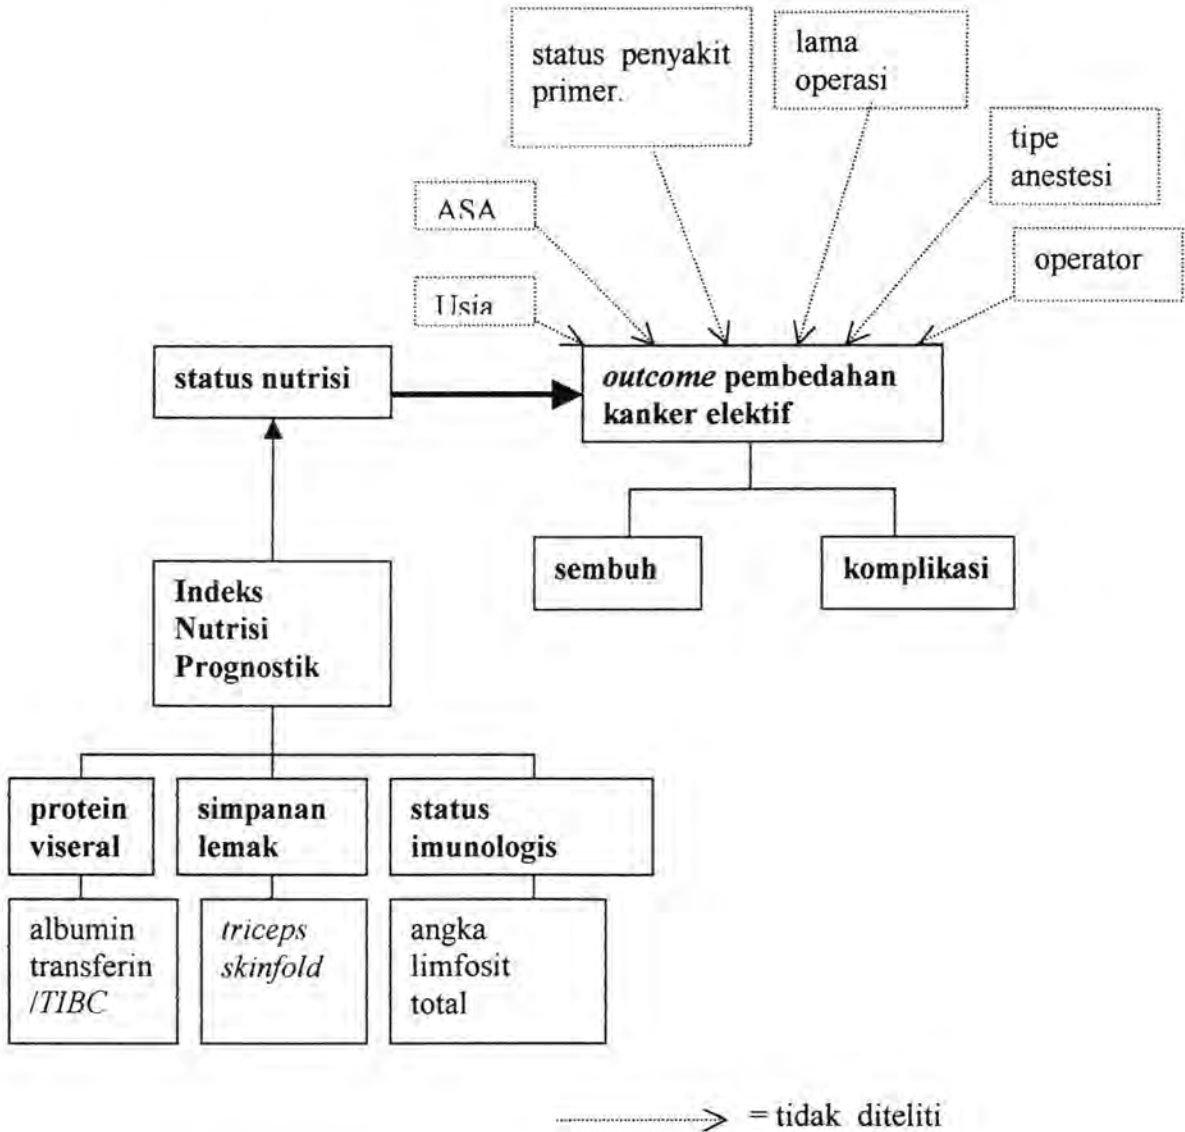 status penyakit
primer.
lama
operasi
tipe
anestesi
ASA
operator
Usia
status nutrisi
outcome pembedahan
kanker elektif
sembuh
komplikasi
Indeks
Nutrisi
Prognostik
protein
viseral
simpanan
lemak
status
imunologis
albumin
transferin
/TIBC
triceps
skinfold
angka
limfosit
total
= tidak diteliti